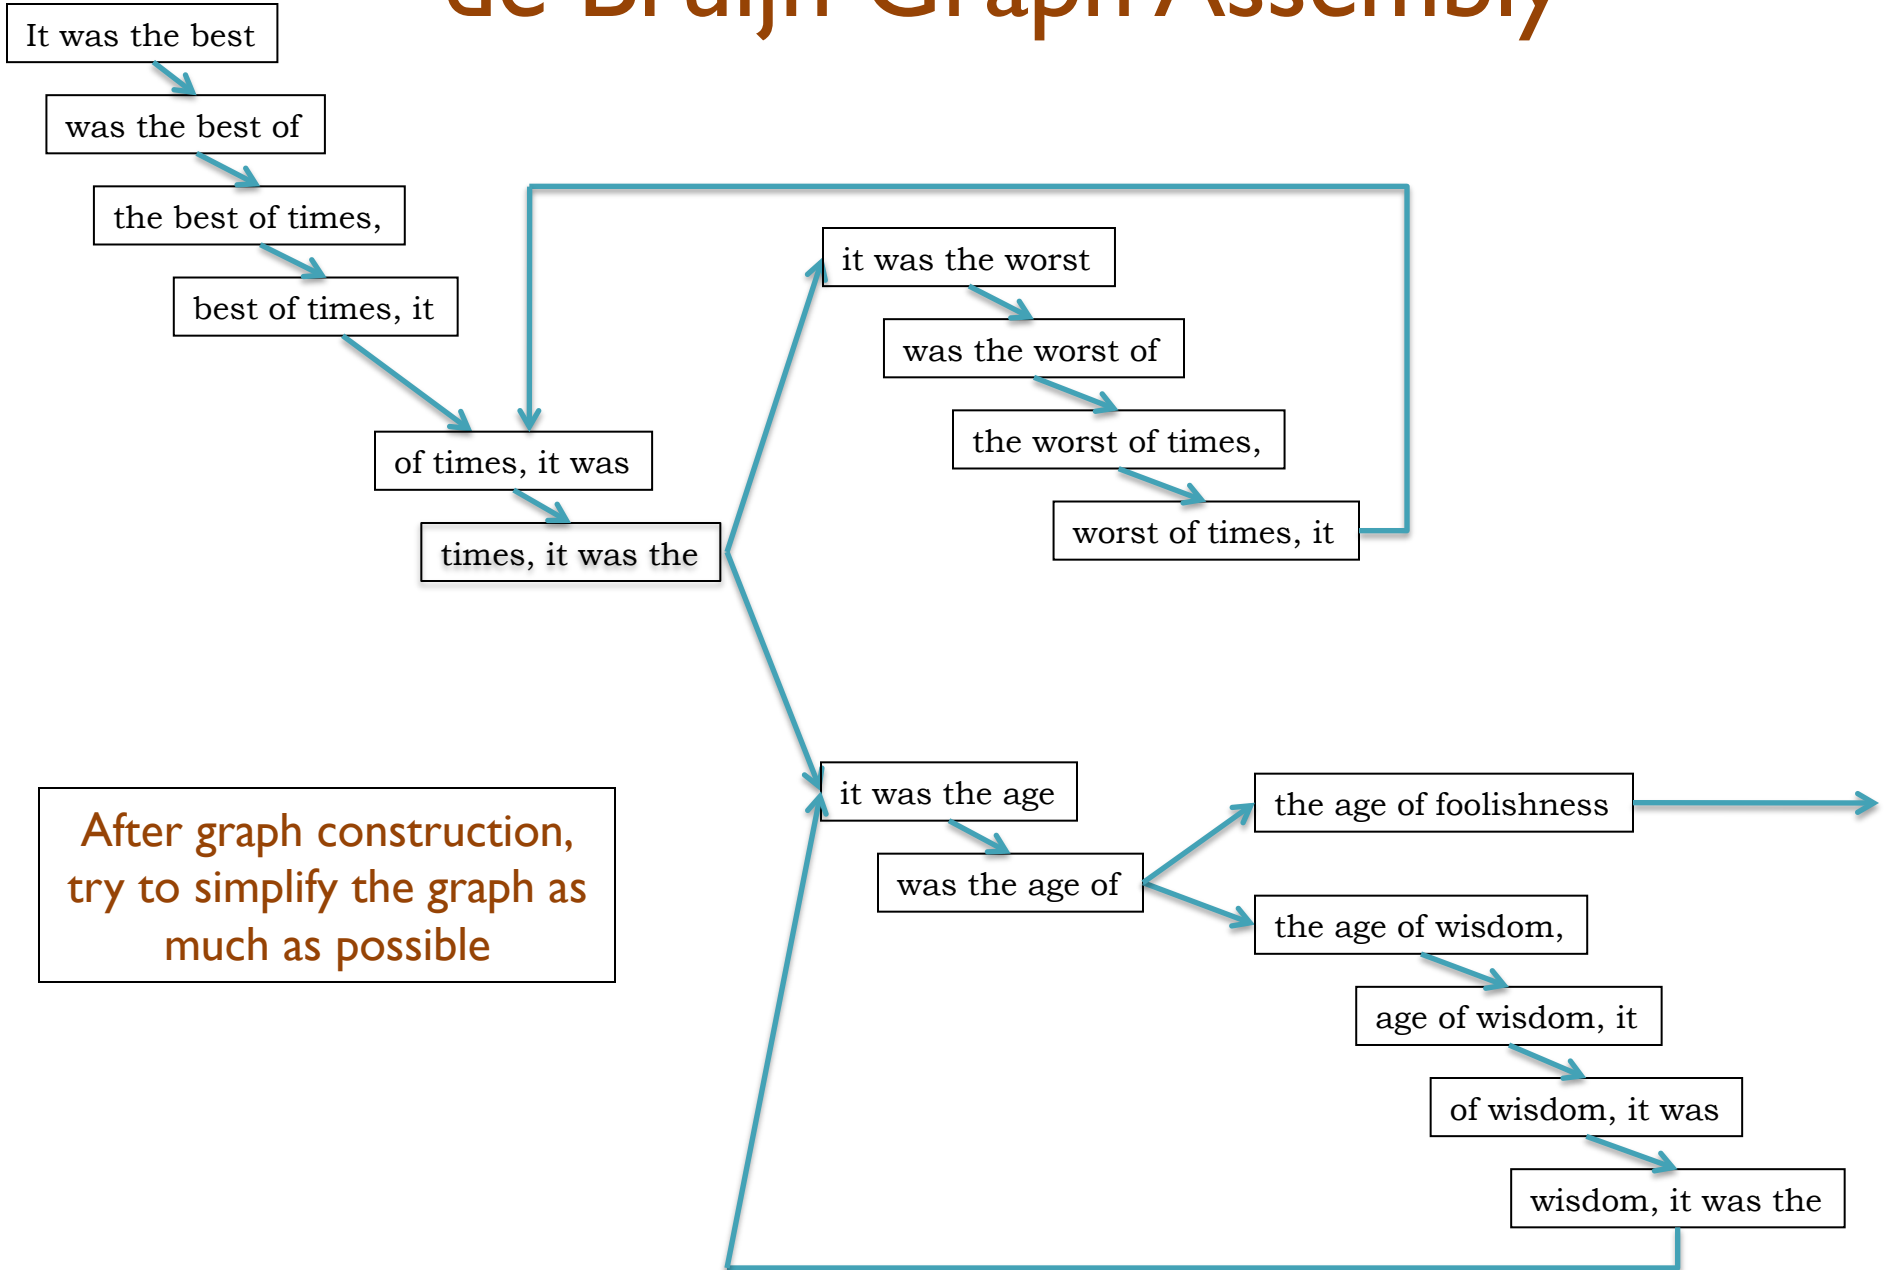 de Bruijn Graph Assembly
It was the best
was the best of
the best of times,
best of times, it
of times, it was
times, it was the
it was the worst
was the worst of
the worst of times,
worst of times, it
it was the age
was the age of
the age of foolishness
the age of wisdom,
age of wisdom, it
of wisdom, it was
wisdom, it was the
After graph construction,
try to simplify the graph as
much as possible